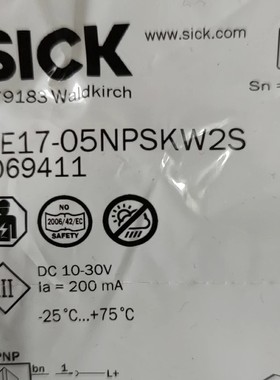 SICK
79183 Waldkirch
www.sick.com
Sn =
E17-05NPSKW2S
069411
NO
2006/42/EC
SAFETY
III
DC 10-30V
Ia = 200 mA
-25°C...+75°C
PNP
bn 1 L+